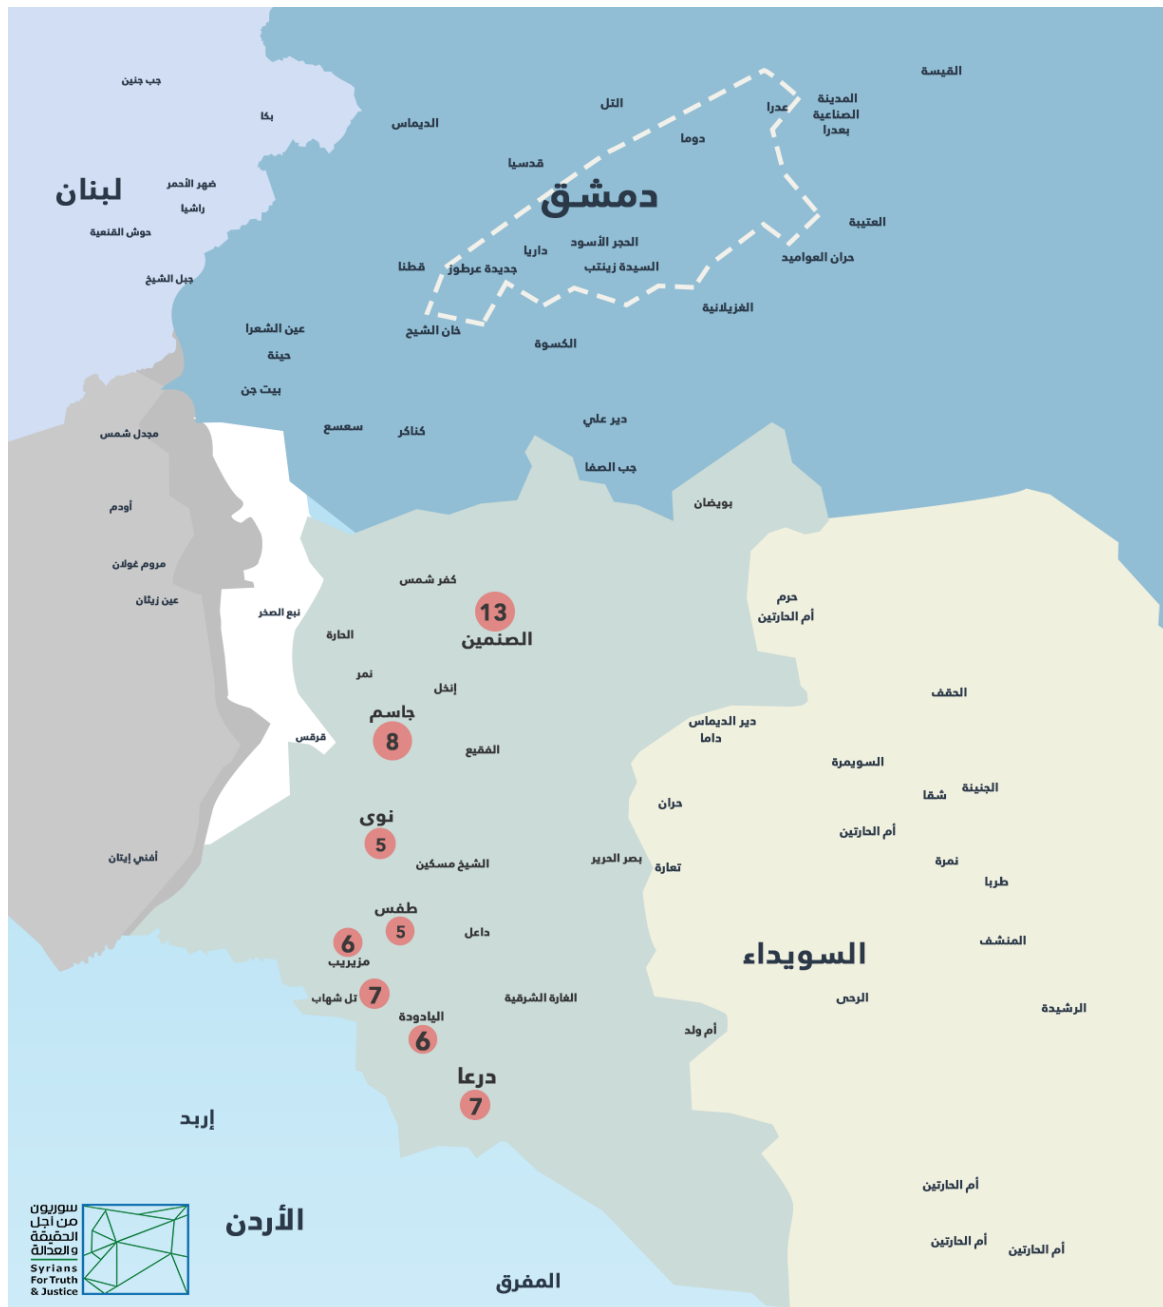 القيسة
جب جنين
المدينة
الصناعية
بعدرا
عدرا
التل
الديماس
بكا
دوما
قدسيا
ضهر الأحمر
لبنان
دمشق
راشيا
العتيبة
حوش القنعية
الحجر الأسود
داريا
حران العواميد
السيدة زينتب
جديدة عرطوز
قطنا
جبل الشيخ
الغزيلانية
عين الشعرا
خان الشيح
الكسوة
حينة
بيت جن
دير علي
سعسع
كناكر
مجدل شمس
جب الصفا
بويضان
أودم
مروم غولان
كفر شمس
حرم
عين زيثان
نبع الصخر
13
أم الحارتين
الحارة
الصنمين
نمر
إنخل
الحقف
جاسم
دير الديماس
قرقس
8
الفقيع
داما
السويمرة
الجنينة
شقا
حران
نوى
أم الحارتين
5
أفني إيتان
الشيخ مسكين
بصر الحرير
تعارة
نمرة
طربا
طفس
5
داعل
6
المنشف
مزيريب
السويداء
7
تل شهاب
الغارة الشرقية
الرحى
الرشيدة
اليادودة
أم ولد
6
درعا
7
إربد
أم الحارتين
الأردن
أم الحارتين
أم الحارتين
المفرق
سوريون
من أجل
الحقيقة
والعدالة
Syrians
For Truth
& Justice